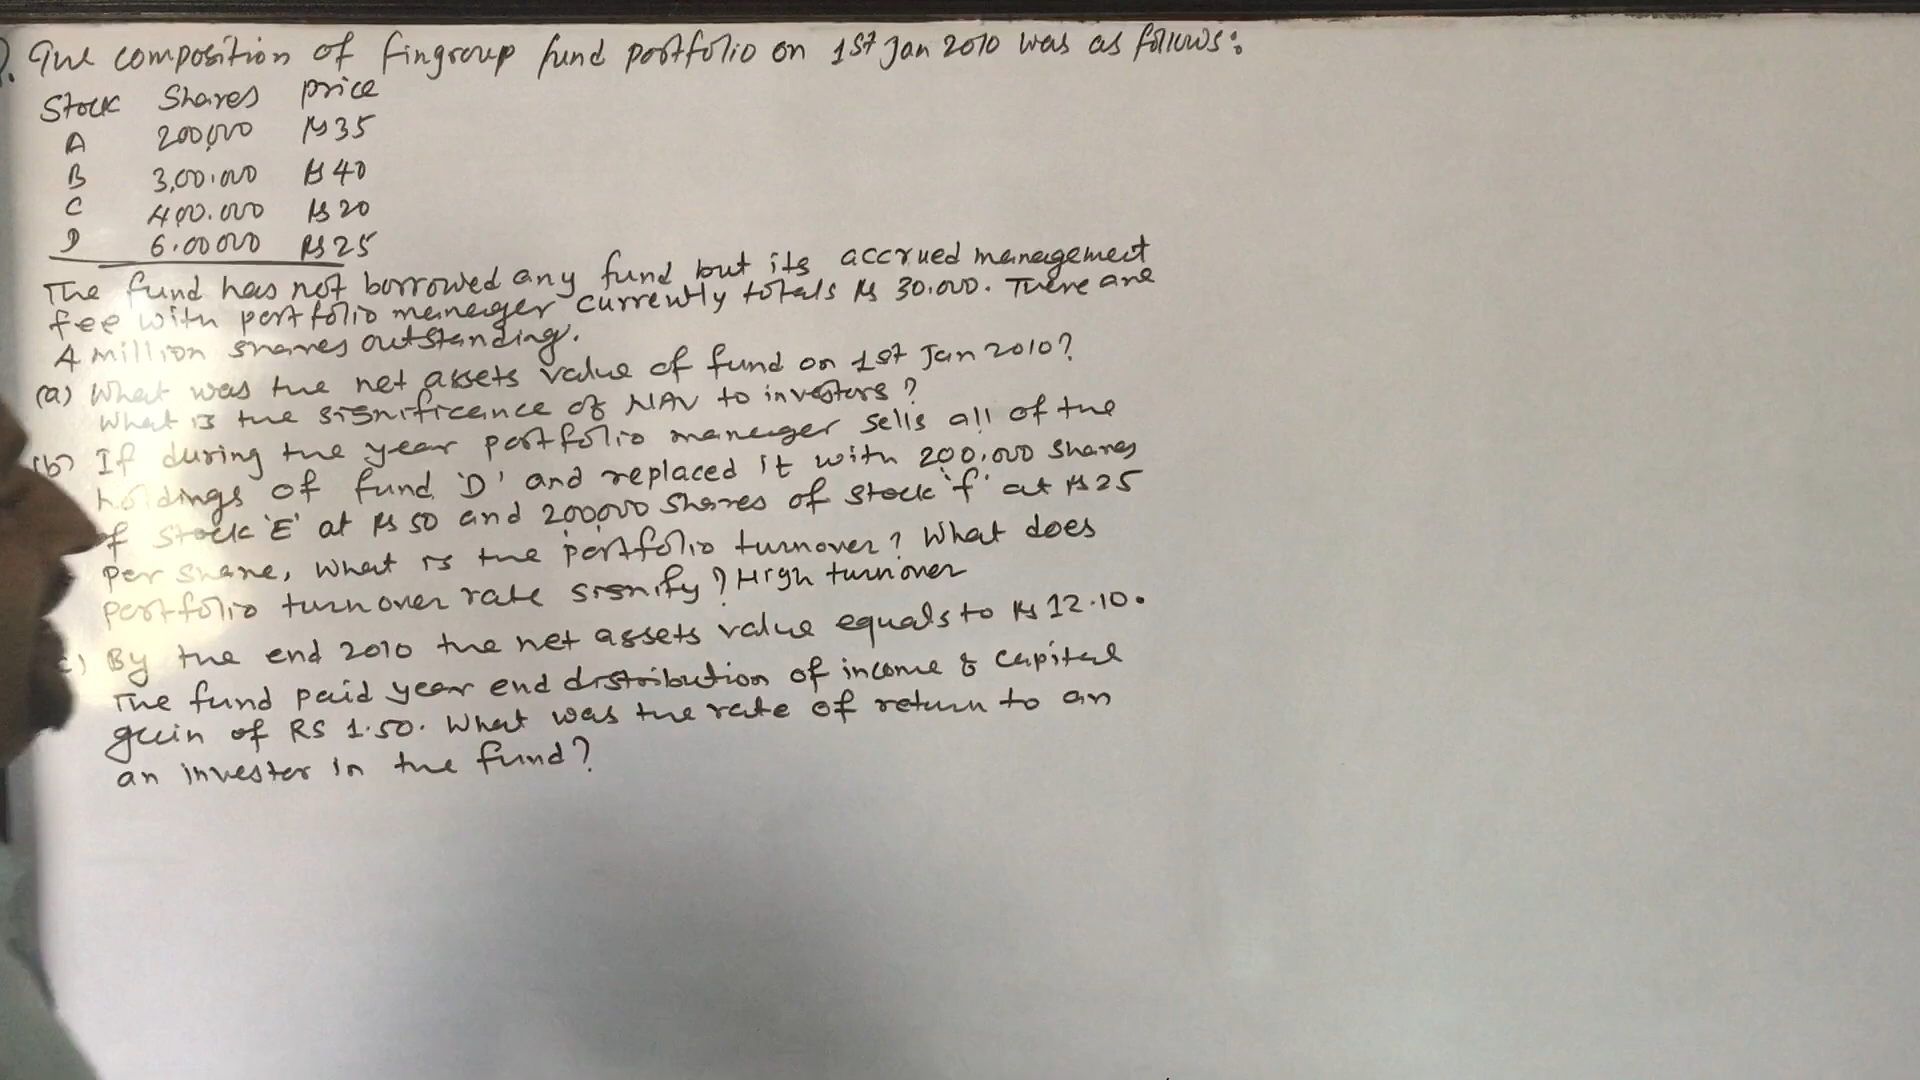 The composition of fingroup fund portfolio on 1st Jan 2010 was as follows:
Stock Shares price
A 200,000 Rs 35
B 3,00,000 Rs 40
C 400.000 Rs 20
D 6.00000 Rs 25
The fund has not borrowed any fund but its accrued management
fee with portfolio manager currently totals Rs 30.000. There are
4 million shares outstanding.
(a) What was the net assets value of fund on 1st Jan 2010?
What is the significance of NAV to investors?
(b) If during the year portfolio manager sells all of the
holdings of fund 'D' and replaced it with 200.000 shares
of stock 'E' at Rs 50 and 200000 shares of stock 'f' at Rs 25
per share, what is the portfolio turnover? What does
portfolio turnover rate signify? High turnover
c) By the end 2010 the net assets value equals to Rs 12.10.
The fund paid year end distribution of income & capital
gain of RS 1.50. What was the rate of return to an
an investor in the fund?